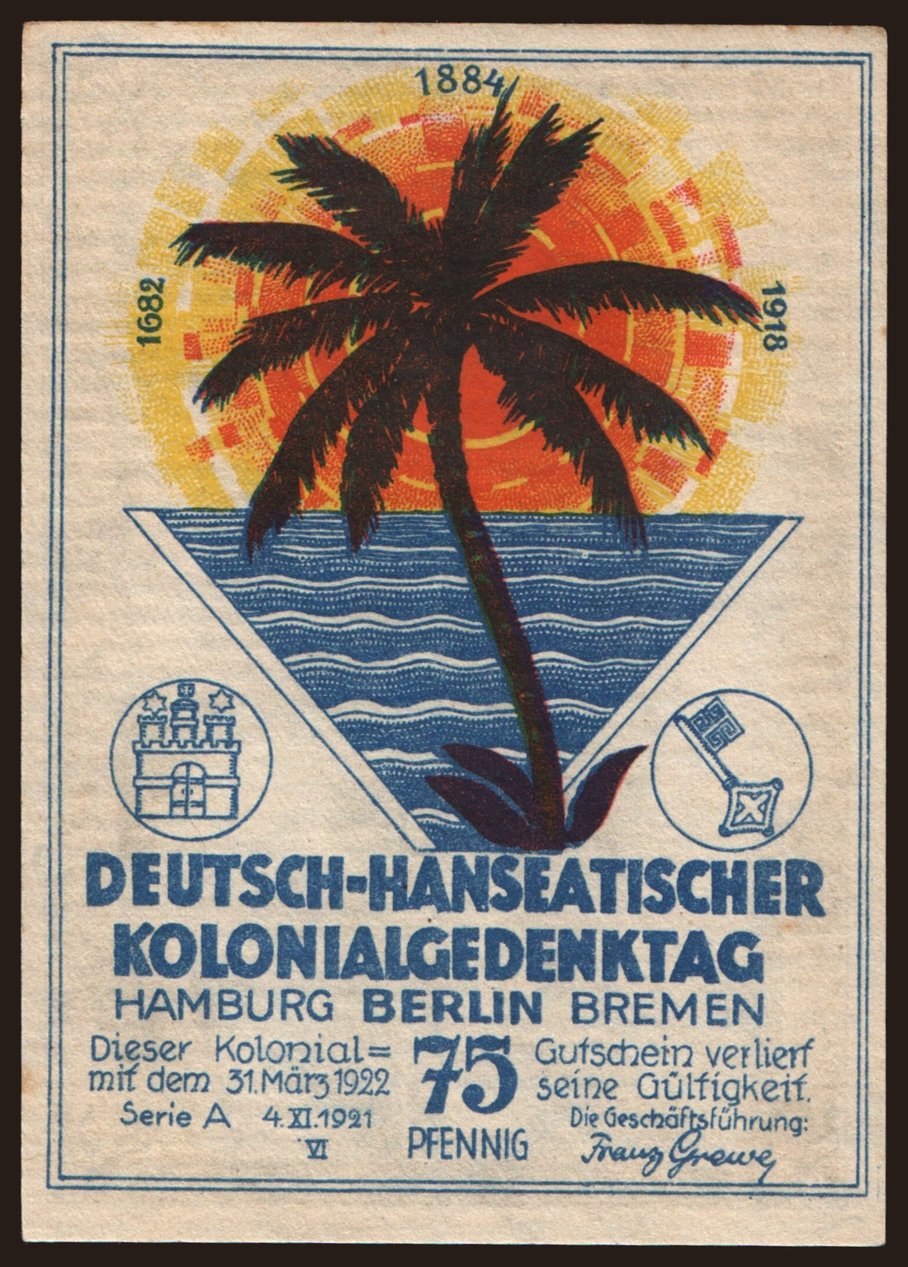 1884
1682
1918
DEUTSCH-HANSEATISCHER
KOLONIALGEDENKTAG
HAMBURG BERLIN BREMEN
Dieser Kolonial= 75 Gutschein verliert
mit dem 31. März 1922 seine Gültigkeit.
Serie A 4. XI. 1921 Die Geschäftsführung:
VI PFENNIG Franz Grewe